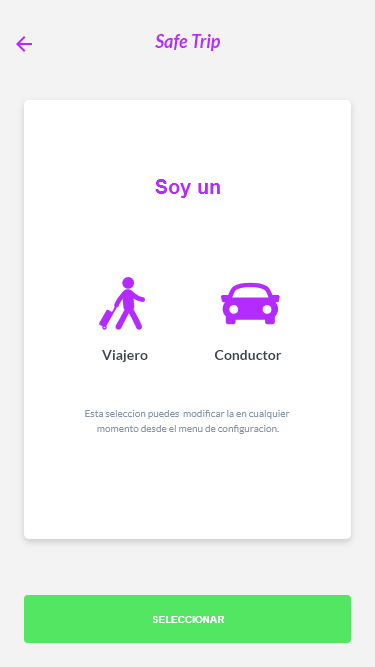 Safe Trip
Soy un
Viajero Conductor
Esta seleccion puedes modificar la en cualquier
momento desde el menu de configuracion.
SELECCIONAR